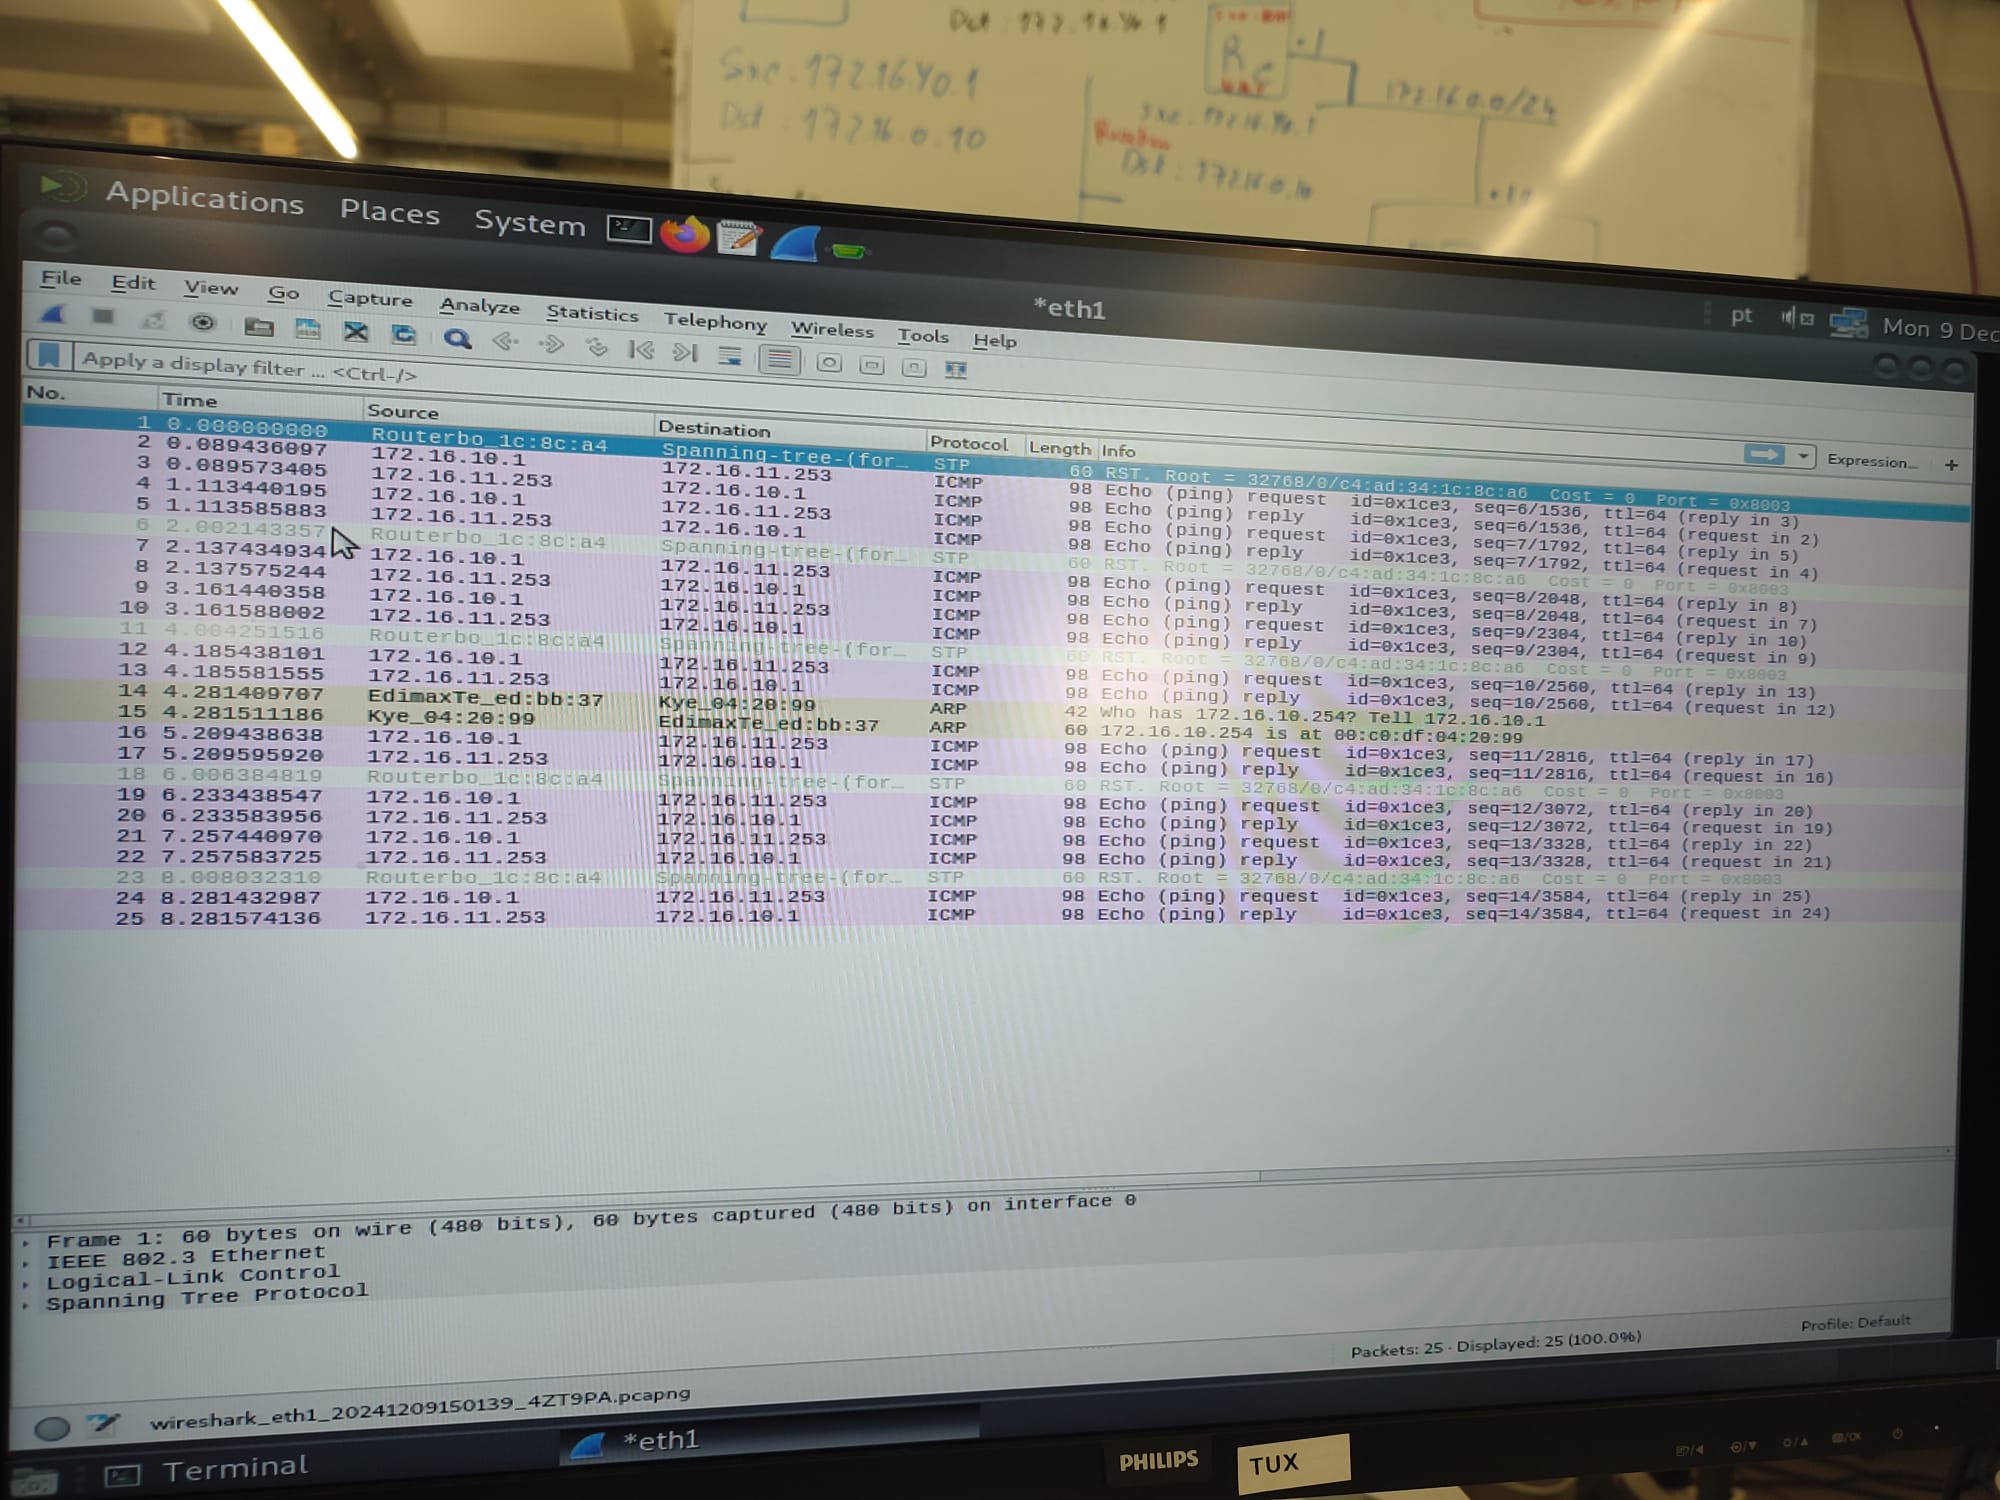 Dst : 172.16.40.1
Src : 172.16.40.1
Dst : 172.16.0.10
Rc
.1
172.16.0.0/24
Src : 172.16.40.1
Dst : 172.16.0.10
Applications Places System
*eth1
pt
Mon 9 Dec
File Edit View Go Capture Analyze Statistics Telephony Wireless Tools Help
Apply a display filter ... <Ctrl-/>
Expression... +
No. Time Source Destination Protocol Length Info
1 0.000000000 Routerbo_1c:8c:a4 Spanning-tree-(for… STP 60 RST. Root = 32768/0/c4:ad:34:1c:8c:a6 Cost = 0 Port = 0x8003
2 0.089436097 172.16.10.1 172.16.11.253 ICMP 98 Echo (ping) request id=0x1ce3, seq=6/1536, ttl=64 (reply in 3)
3 0.089573405 172.16.11.253 172.16.10.1 ICMP 98 Echo (ping) reply id=0x1ce3, seq=6/1536, ttl=64 (request in 2)
4 1.113440195 172.16.10.1 172.16.11.253 ICMP 98 Echo (ping) request id=0x1ce3, seq=7/1792, ttl=64 (reply in 5)
5 1.113585883 172.16.11.253 172.16.10.1 ICMP 98 Echo (ping) reply id=0x1ce3, seq=7/1792, ttl=64 (request in 4)
6 2.002143357 Routerbo_1c:8c:a4 Spanning-tree-(for… STP 60 RST. Root = 32768/0/c4:ad:34:1c:8c:a6 Cost = 0 Port = 0x8003
7 2.137434934 172.16.10.1 172.16.11.253 ICMP 98 Echo (ping) request id=0x1ce3, seq=8/2048, ttl=64 (reply in 8)
8 2.137575244 172.16.11.253 172.16.10.1 ICMP 98 Echo (ping) reply id=0x1ce3, seq=8/2048, ttl=64 (request in 7)
9 3.161440358 172.16.10.1 172.16.11.253 ICMP 98 Echo (ping) request id=0x1ce3, seq=9/2304, ttl=64 (reply in 10)
10 3.161588002 172.16.11.253 172.16.10.1 ICMP 98 Echo (ping) reply id=0x1ce3, seq=9/2304, ttl=64 (request in 9)
11 4.004251516 Routerbo_1c:8c:a4 Spanning-tree-(for… STP 60 RST. Root = 32768/0/c4:ad:34:1c:8c:a6 Cost = 0 Port = 0x8003
12 4.185438101 172.16.10.1 172.16.11.253 ICMP 98 Echo (ping) request id=0x1ce3, seq=10/2560, ttl=64 (reply in 13)
13 4.185581555 172.16.11.253 172.16.10.1 ICMP 98 Echo (ping) reply id=0x1ce3, seq=10/2560, ttl=64 (request in 12)
14 4.281409707 EdimaxTe_ed:bb:37 Kye_04:20:99 ARP 42 Who has 172.16.10.254? Tell 172.16.10.1
15 4.281511186 Kye_04:20:99 EdimaxTe_ed:bb:37 ARP 60 172.16.10.254 is at 00:c0:df:04:20:99
16 5.209438638 172.16.10.1 172.16.11.253 ICMP 98 Echo (ping) request id=0x1ce3, seq=11/2816, ttl=64 (reply in 17)
17 5.209595920 172.16.11.253 172.16.10.1 ICMP 98 Echo (ping) reply id=0x1ce3, seq=11/2816, ttl=64 (request in 16)
18 6.006384819 Routerbo_1c:8c:a4 Spanning-tree-(for… STP 60 RST. Root = 32768/0/c4:ad:34:1c:8c:a6 Cost = 0 Port = 0x8003
19 6.233438547 172.16.10.1 172.16.11.253 ICMP 98 Echo (ping) request id=0x1ce3, seq=12/3072, ttl=64 (reply in 20)
20 6.233583956 172.16.11.253 172.16.10.1 ICMP 98 Echo (ping) reply id=0x1ce3, seq=12/3072, ttl=64 (request in 19)
21 7.257440970 172.16.10.1 172.16.11.253 ICMP 98 Echo (ping) request id=0x1ce3, seq=13/3328, ttl=64 (reply in 22)
22 7.257583725 172.16.11.253 172.16.10.1 ICMP 98 Echo (ping) reply id=0x1ce3, seq=13/3328, ttl=64 (request in 21)
23 8.008032310 Routerbo_1c:8c:a4 Spanning-tree-(for… STP 60 RST. Root = 32768/0/c4:ad:34:1c:8c:a6 Cost = 0 Port = 0x8003
24 8.281432987 172.16.10.1 172.16.11.253 ICMP 98 Echo (ping) request id=0x1ce3, seq=14/3584, ttl=64 (reply in 25)
25 8.281574136 172.16.11.253 172.16.10.1 ICMP 98 Echo (ping) reply id=0x1ce3, seq=14/3584, ttl=64 (request in 24)
Frame 1: 60 bytes on wire (480 bits), 60 bytes captured (480 bits) on interface 0
IEEE 802.3 Ethernet
Logical-Link Control
Spanning Tree Protocol
wireshark_eth1_20241209150139_4ZT9PA.pcapng
Packets: 25 · Displayed: 25 (100.0%)
Profile: Default
Terminal
*eth1
PHILIPS
TUX